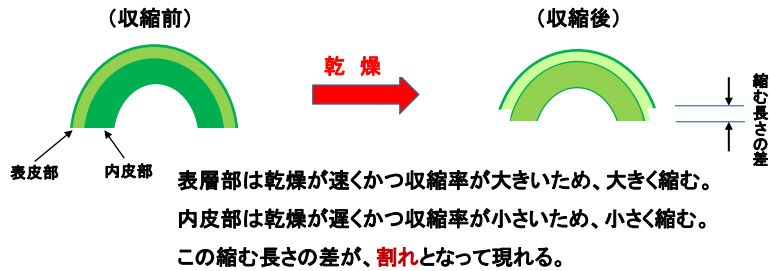 （収縮前）
（収縮後）
乾　燥
縮む長さの差
表皮部
内皮部
表層部は乾燥が速くかつ収縮率が大きいため、大きく縮む。
内皮部は乾燥が遅くかつ収縮率が小さいため、小さく縮む。
この縮む長さの差が、割れとなって現れる。